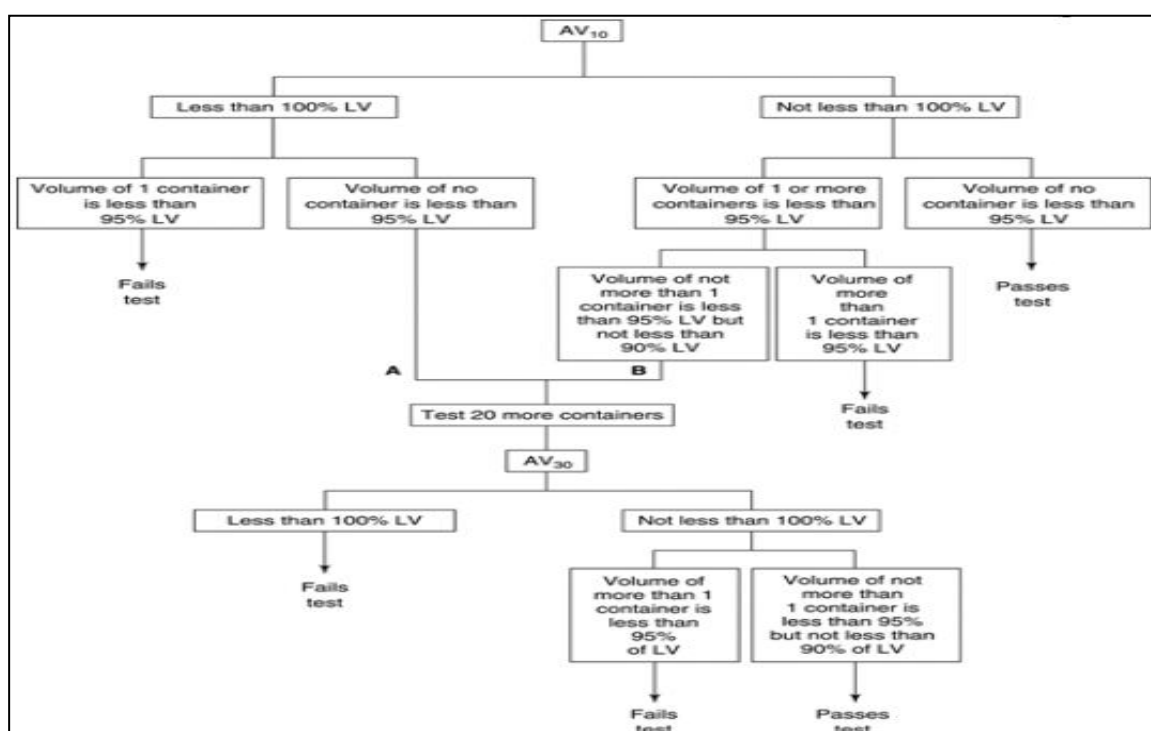 AV10
Less than 100% LV
Not less than 100% LV
Volume of 1 container
is less than
95% LV
Volume of no
container is less than
95% LV
Volume of 1 or more
containers is less than
95% LV
Volume of no
container is less than
95% LV
Fails
test
Volume of not
more than 1
container is less
than 95% LV but
not less than
90% LV
Volume of
more
than
1 container
is less than
95% LV
Passes
test
A
B
Test 20 more containers
Fails
test
AV30
Less than 100% LV
Not less than 100% LV
Fails
test
Volume of
more than 1
container is
less than
95%
of LV
Volume of not
more than
1 container is
less than 95%
but not less than
90% of LV
Fails
test
Passes
test